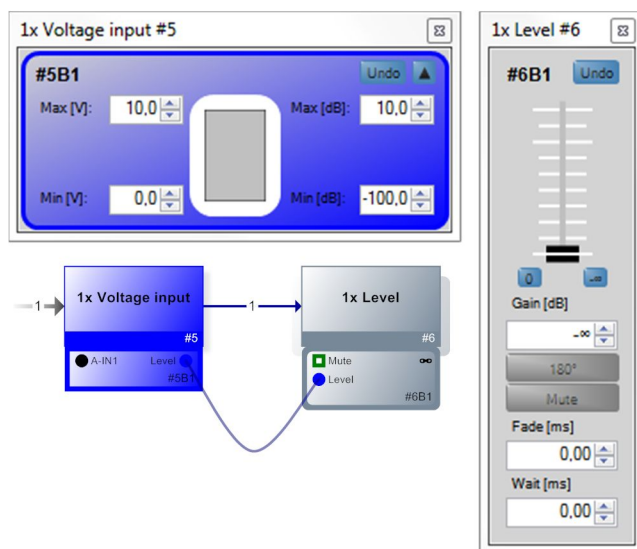 1x Voltage input #5
#5B1
Undo
Max [V]:
10,0
Max [dB]:
10,0
Min [V]:
0,0
Min [dB]:
-100,0
1
1x Voltage input
#5
A-IN1
Level
#5B1
1
1x Level
#6
Mute
Level
#6B1
1x Level #6
#6B1
Undo
0
-∞
Gain [dB]
-∞
180°
Mute
Fade [ms]
0,00
Wait [ms]
0,00